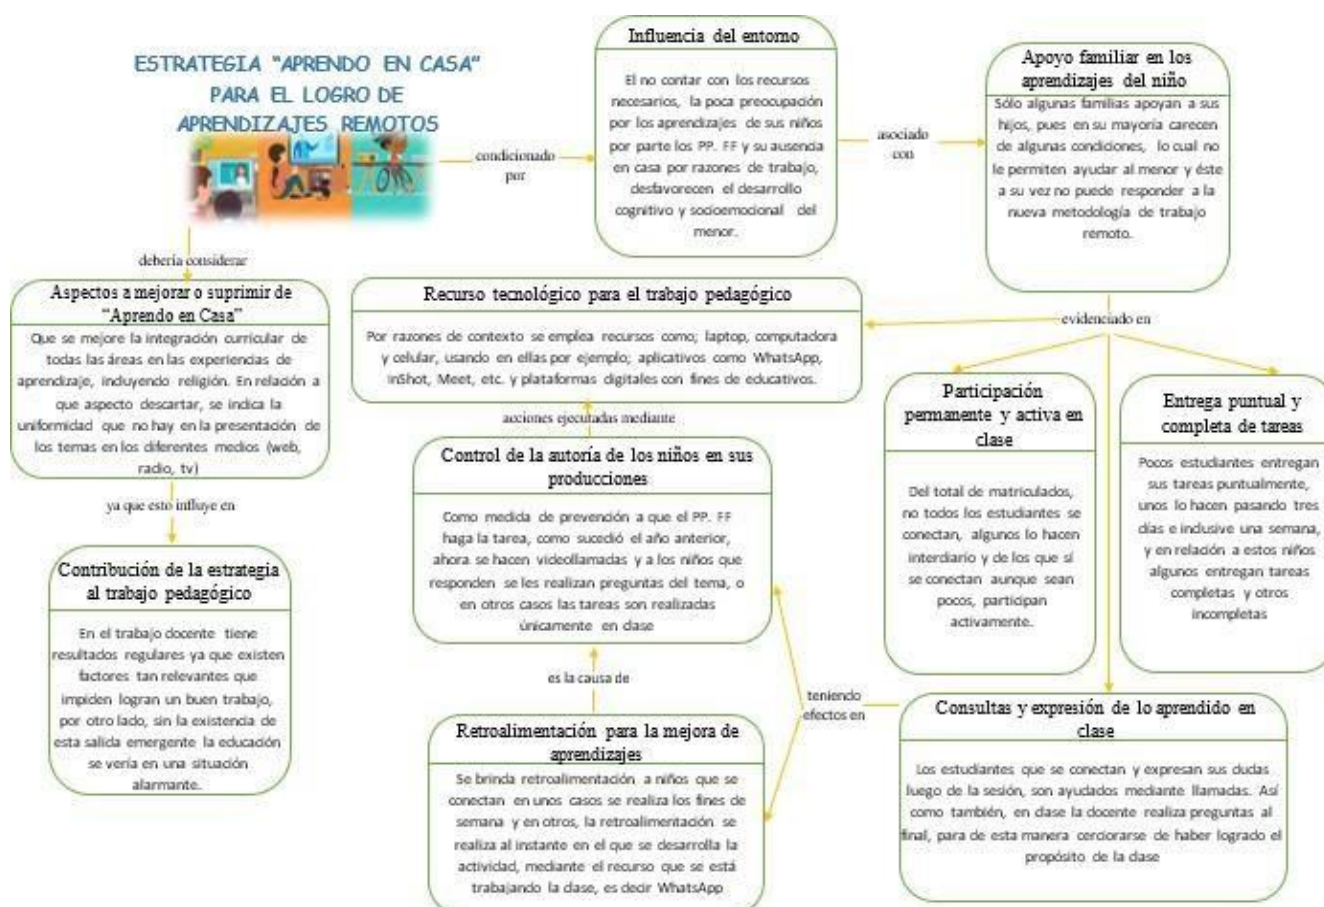 ESTRATEGIA "APRENDO EN CASA"
PARA EL LOGRO DE
APRENDIZAJES REMOTOS
condicionado
por
Influencia del entorno
El no contar con los recursos
necesarios, la poca preocupación
por los aprendizajes de sus niños
por parte los PP. FF y su ausencia
en casa por razones de trabajo,
desfavorecen el desarrollo
cognitivo y socioemocional del
menor.
asociado
con
Apoyo familiar en los
aprendizajes del niño
Sólo algunas familias apoyan a sus
hijos, pues en su mayoría carecen
de algunas condiciones, lo cual no
le permiten ayudar al menor y éste
a su vez no puede responder a la
nueva metodología de trabajo
remoto.
debería considerar
Aspectos a mejorar o suprimir de
"Aprendo en Casa"
Que se mejore la integración curricular de
todas las áreas en las experiencias de
aprendizaje, incluyendo religión. En relación a
que aspecto descartar, se indica la
uniformidad que no hay en la presentación de
los temas en los diferentes medios (web,
radio, tv)
ya que esto influye en
Contribución de la estrategia
al trabajo pedagógico
En el trabajo docente tiene
resultados regulares ya que existen
factores tan relevantes que
impiden logran un buen trabajo,
por otro lado, sin la existencia de
esta salida emergente la educación
se vería en una situación
alarmante.
Recurso tecnológico para el trabajo pedagógico
Por razones de contexto se emplea recursos como; laptop, computadora
y celular, usando en ellas por ejemplo; aplicativos como WhatsApp,
InShot, Meet, etc. y plataformas digitales con fines de educativos.
acciones ejecutadas mediante
Control de la autoría de los niños en sus
producciones
Como medida de prevención a que el PP. FF
haga la tarea, como sucedió el año anterior,
ahora se hacen videollamadas y a los niños que
responden se les realizan preguntas del tema, o
en otros casos las tareas son realizadas
únicamente en clase
es la causa de
Retroalimentación para la mejora de
aprendizajes
Se brinda retroalimentación a niños que se
conectan en unos casos se realiza los fines de
semana y en otros, la retroalimentación se
realiza al instante en el que se desarrolla la
actividad, mediante el recurso que se está
trabajando la clase, es decir WhatsApp
evidenciado en
Participación
permanente y activa en
clase
Del total de matriculados,
no todos los estudiantes se
conectan, algunos lo hacen
interdiario y de los que sí
se conectan aunque sean
pocos, participan
activamente.
Entrega puntual y
completa de tareas
Pocos estudiantes entregan
sus tareas puntualmente,
unos lo hacen pasando tres
días e inclusive una semana,
y en relación a estos niños
algunos entregan tareas
completas y otros
incompletas
teniendo
efectos en
Consultas y expresión de lo aprendido en
clase
Los estudiantes que se conectan y expresan sus dudas
luego de la sesión, son ayudados mediante llamadas. Así
como también, en clase la docente realiza preguntas al
final, para de esta manera cerciorarse de haber logrado el
propósito de la clase